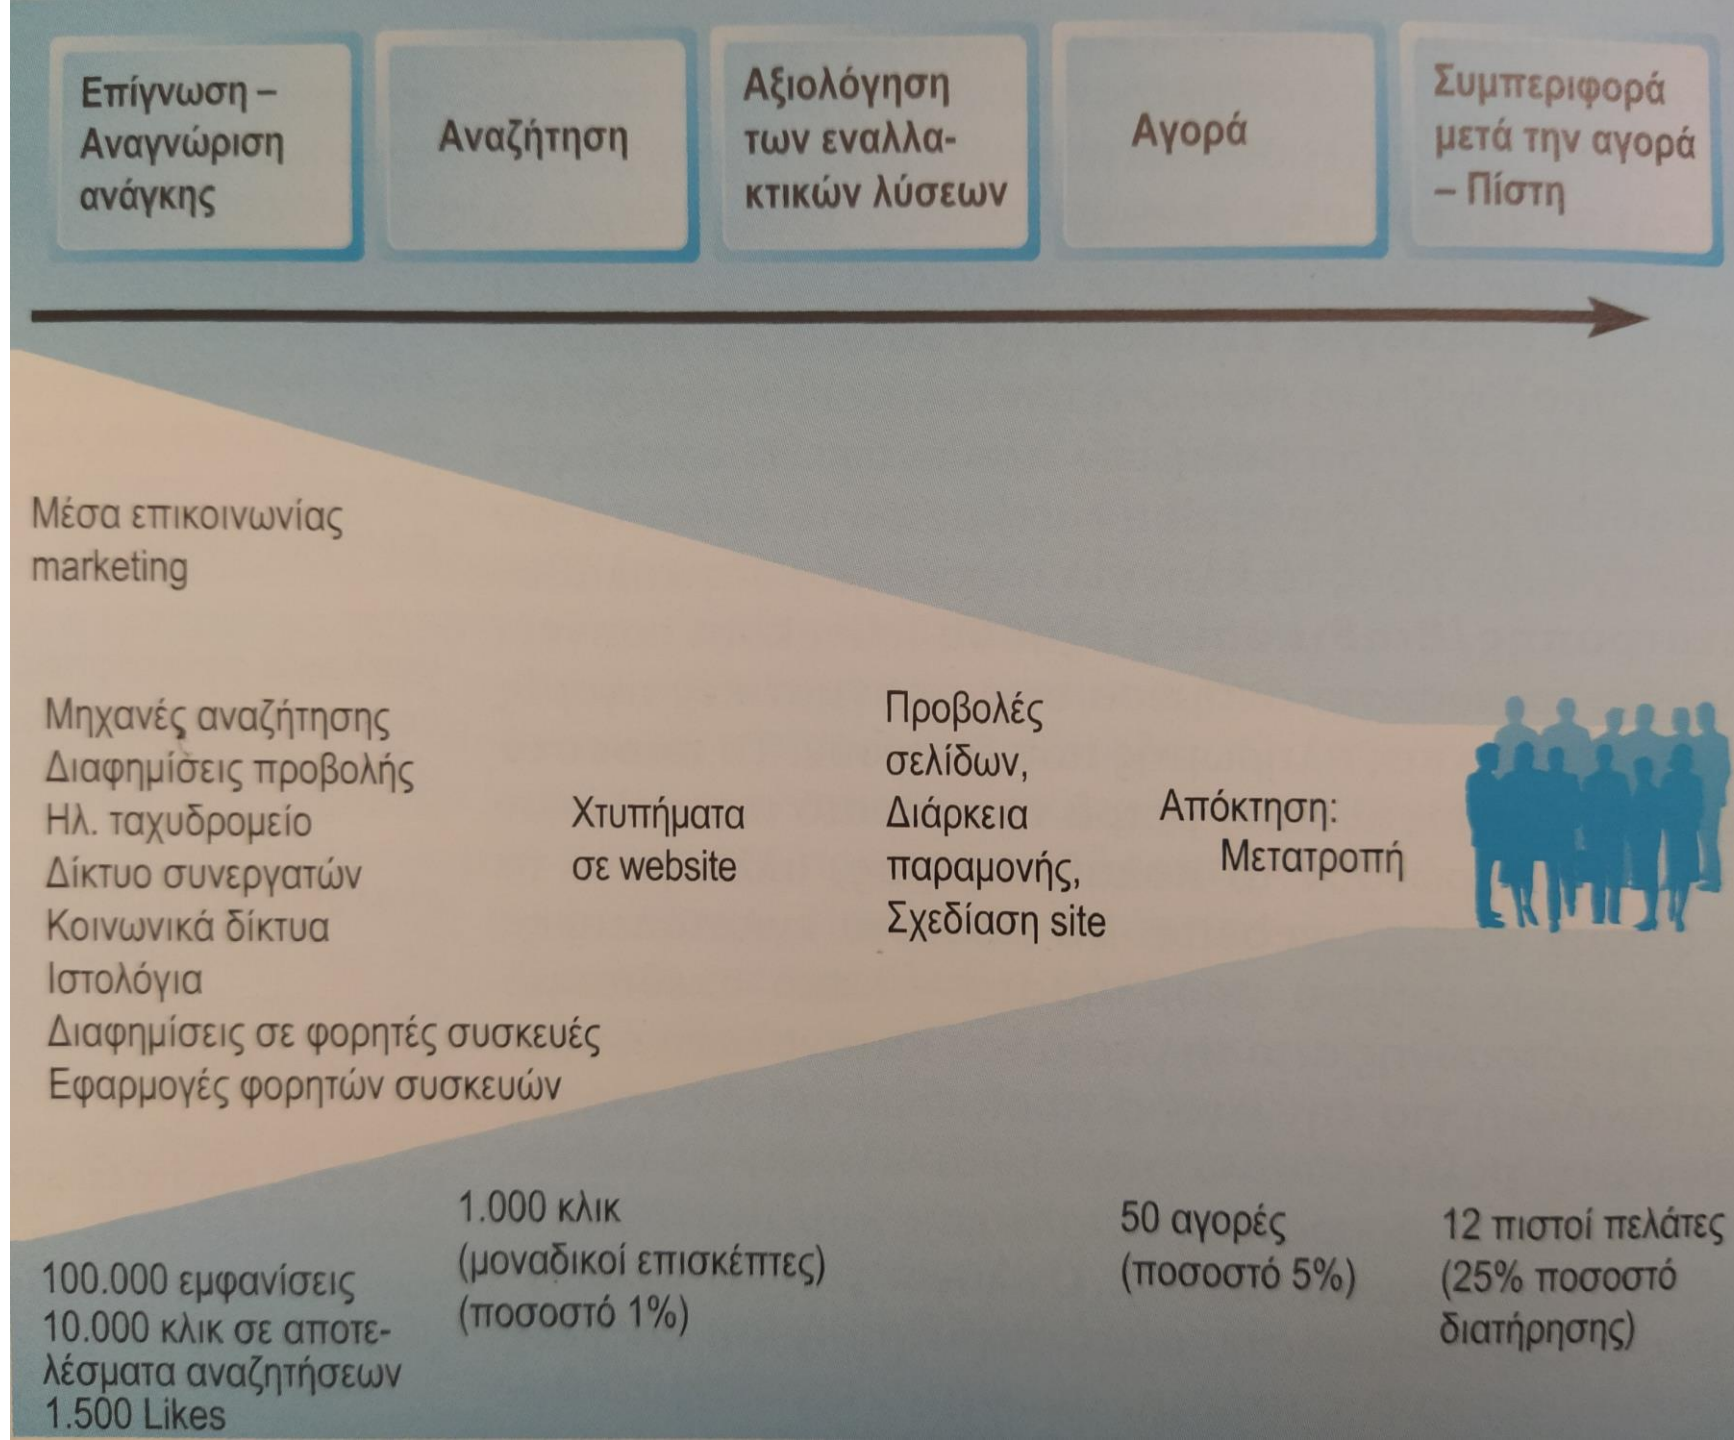 Επίγνωση –
Αναγνώριση
ανάγκης
Αναζήτηση
Αξιολόγηση
των εναλλα-
κτικών λύσεων
Αγορά
Συμπεριφορά
μετά την αγορά
– Πίστη
Μέσα επικοινωνίας
marketing
Μηχανές αναζήτησης
Διαφημίσεις προβολής
Ηλ. ταχυδρομείο
Δίκτυο συνεργατών
Κοινωνικά δίκτυα
Ιστολόγια
Διαφημίσεις σε φορητές συσκευές
Εφαρμογές φορητών συσκευών
Χτυπήματα
σε website
Προβολές
σελίδων,
Διάρκεια
παραμονής,
Σχεδίαση site
Απόκτηση:
Μετατροπή
100.000 εμφανίσεις
10.000 κλικ σε αποτε-
λέσματα αναζητήσεων
1.500 Likes
1.000 κλικ
(μοναδικοί επισκέπτες)
(ποσοστό 1%)
50 αγορές
(ποσοστό 5%)
12 πιστοί πελάτες
(25% ποσοστό
διατήρησης)